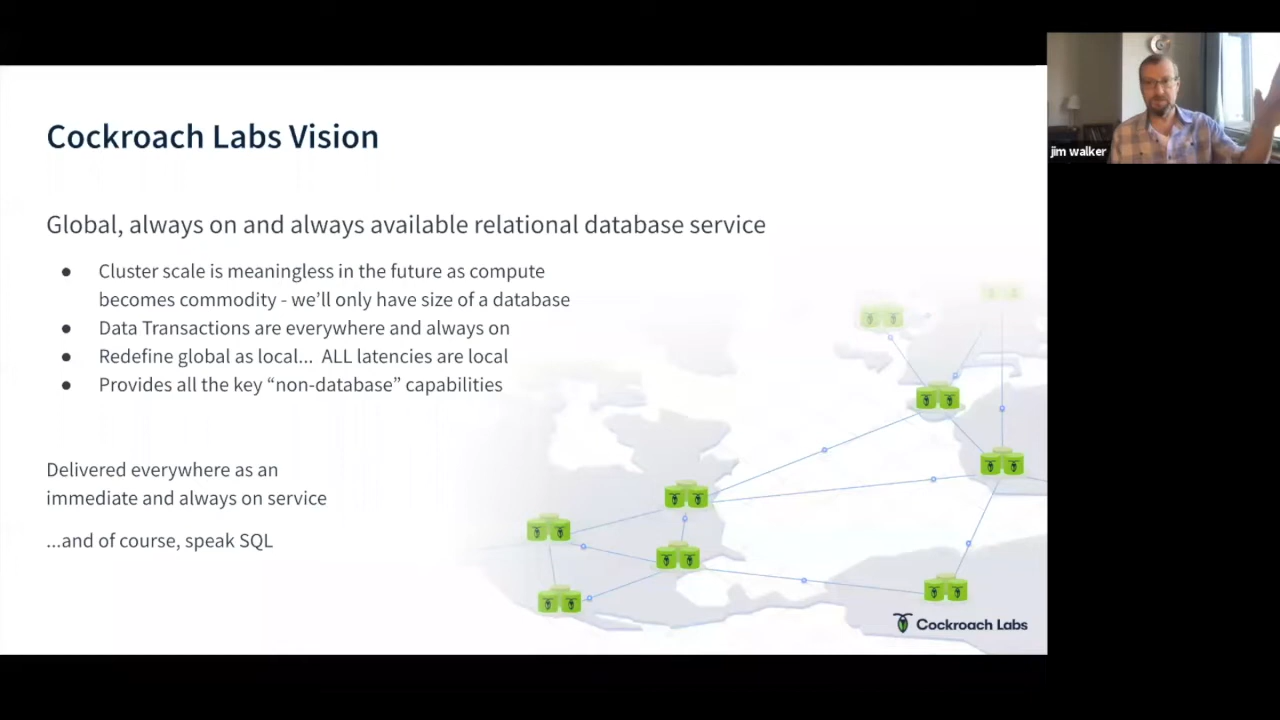 Cockroach Labs Vision
Global, always on and always available relational database service
● Cluster scale is meaningless in the future as compute
becomes commodity - we’ll only have size of a database
● Data Transactions are everywhere and always on
● Redefine global as local... ALL latencies are local
● Provides all the key “non-database” capabilities
Delivered everywhere as an
immediate and always on service
...and of course, speak SQL
Cockroach Labs
jim walker